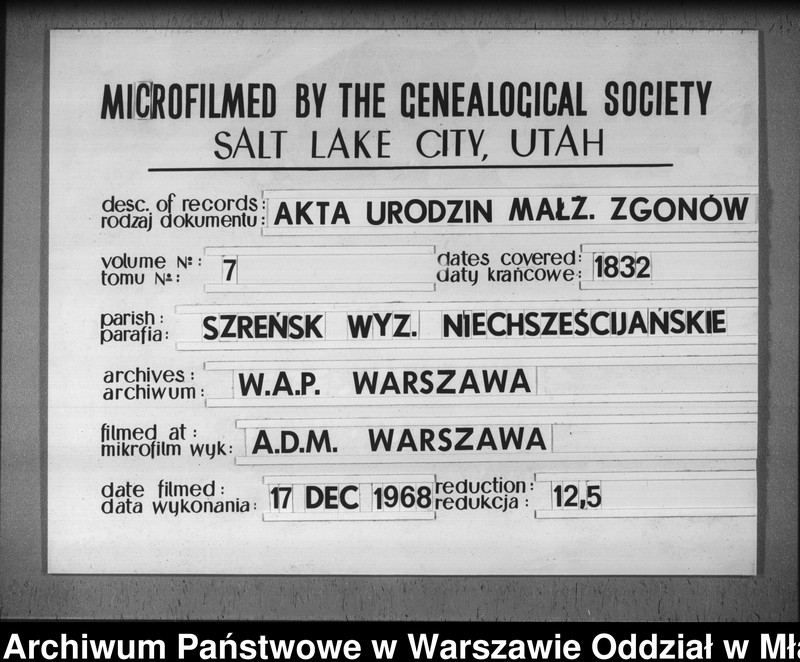 MICROFILMED BY THE GENEALOGICAL SOCIETY
SALT LAKE CITY, UTAH
desc. of records: AKTA URODZIN MAŁŻ. ZGONÓW
rodzaj dokumentu:
volume №: 7 dates covered: 1832
tomu №: daty krańcowe:
parish: SZREŃSK WYZ. NIECHSZEŚCIJAŃSKIE
parafia:
archives: W.A.P. WARSZAWA
archiwum:
filmed at: A.D.M. WARSZAWA
mikrofilm wyk:
date filmed: 17 DEC 1968 reduction: 12,5
data wykonania: redukcja:
Archiwum Państwowe w Warszawie Oddział w